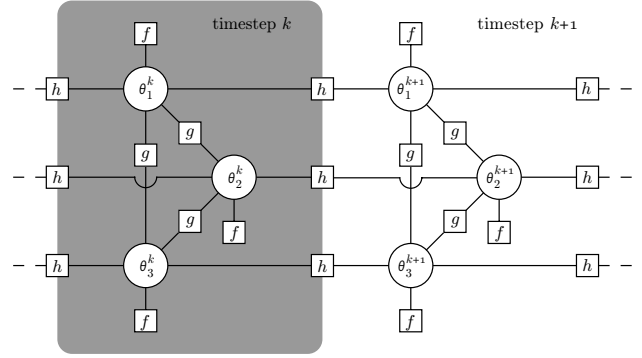 timestep k timestep k+1
f f
h θ₁ᵏ h θ₁ᵏ⁺¹ h
g g
g g
h θ₂ᵏ h θ₂ᵏ⁺¹ h
g f g f
h θ₃ᵏ h θ₃ᵏ⁺¹ h
f f